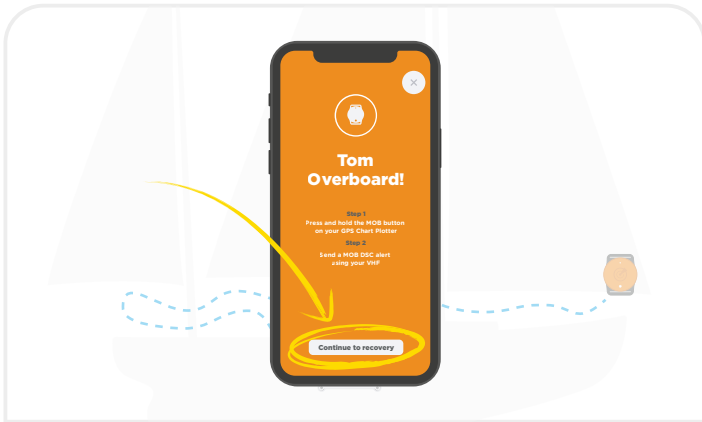 Tom
Overboard!
Step 1
Press and hold the MOB button
on your GPS Chart Plotter
Step 2
Send a MOB DSC alert
using your VHF
Continue to recovery